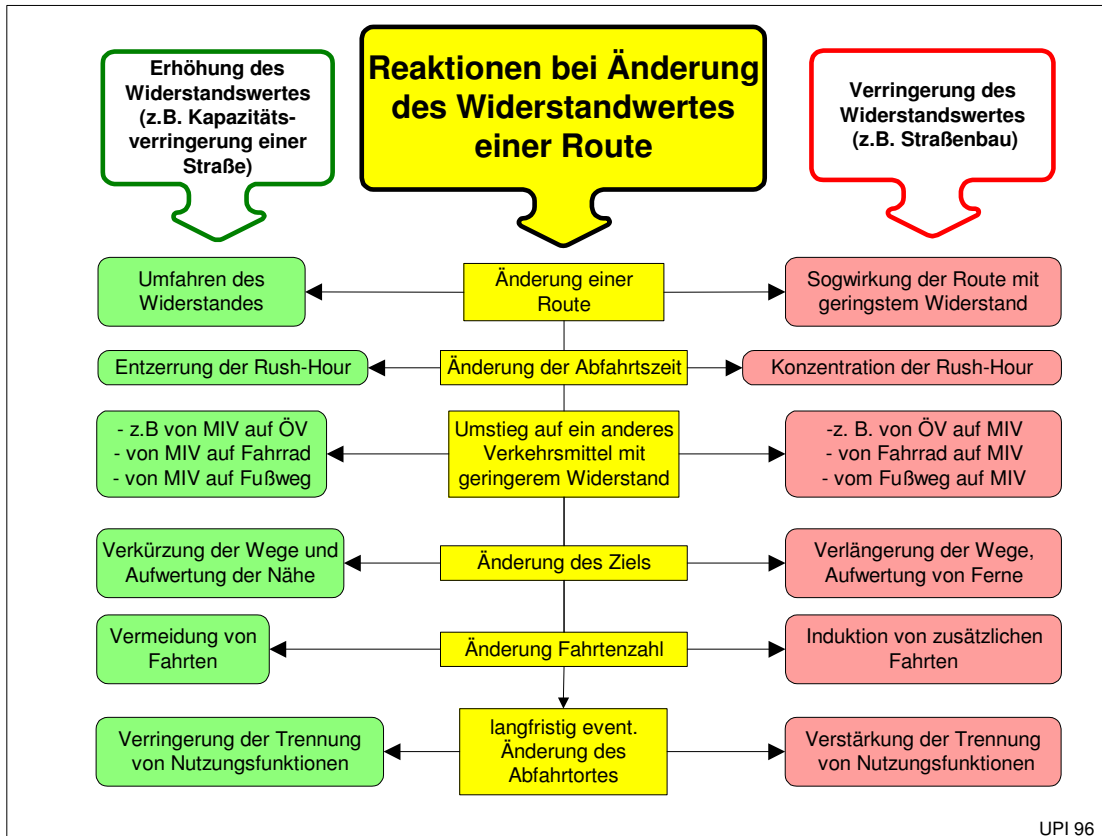 Erhöhung des
Widerstandswertes
(z.B. Kapazitäts-
verringerung einer
Straße)
Reaktionen bei Änderung
des Widerstandwertes
einer Route
Verringerung des
Widerstandswertes
(z.B. Straßenbau)
Umfahren des
Widerstandes
Änderung einer
Route
Sogwirkung der Route mit
geringstem Widerstand
Entzerrung der Rush-Hour
Änderung der Abfahrtszeit
Konzentration der Rush-Hour
- z.B von MIV auf ÖV
- von MIV auf Fahrrad
- von MIV auf Fußweg
Umstieg auf ein anderes
Verkehrsmittel mit
geringerem Widerstand
-z. B. von ÖV auf MIV
- von Fahrrad auf MIV
- vom Fußweg auf MIV
Verkürzung der Wege und
Aufwertung der Nähe
Änderung des Ziels
Verlängerung der Wege,
Aufwertung von Ferne
Vermeidung von
Fahrten
Änderung Fahrtenzahl
Induktion von zusätzlichen
Fahrten
Verringerung der Trennung
von Nutzungsfunktionen
langfristig event.
Änderung des
Abfahrtortes
Verstärkung der Trennung
von Nutzungsfunktionen
UPI 96